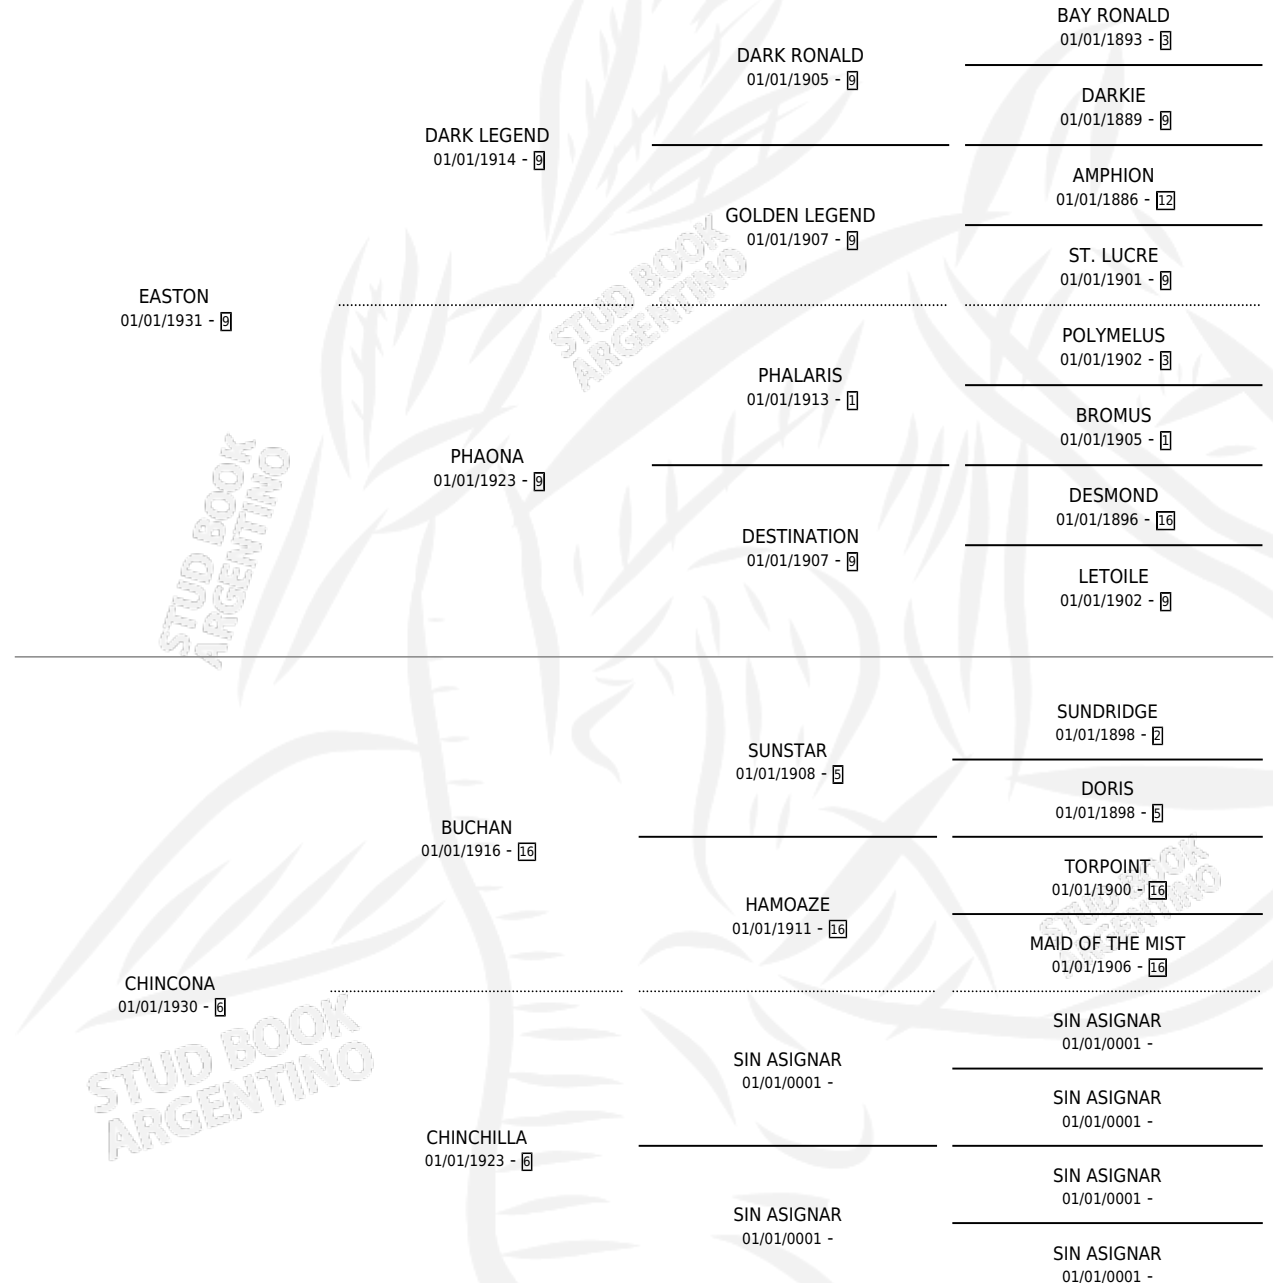 BAY RONALD
01/01/1893 - 3
DARK RONALD
01/01/1905 - 9
DARKIE
01/01/1889 - 9
DARK LEGEND
01/01/1914 - 9
AMPHION
01/01/1886 - 12
GOLDEN LEGEND
01/01/1907 - 9
ST. LUCRE
01/01/1901 - 9
EASTON
01/01/1931 - 9
STUD BOOK
ARGENTINO
POLYMELUS
01/01/1902 - 3
PHALARIS
01/01/1913 - 1
BROMUS
01/01/1905 - 1
PHAONA
01/01/1923 - 9
DESMOND
01/01/1896 - 16
DESTINATION
01/01/1907 - 9
LETOILE
01/01/1902 - 9
STUD BOOK
ARGENTINO
SUNDRIDGE
01/01/1898 - 2
SUNSTAR
01/01/1908 - 5
DORIS
01/01/1898 - 5
BUCHAN
01/01/1916 - 16
TORPOINT
01/01/1900 - 16
HAMOAZE
01/01/1911 - 16
MAID OF THE MIST
01/01/1906 - 16
STUD BOOK
ARGENTINO
CHINCONA
01/01/1930 - 6
SIN ASIGNAR
01/01/0001 -
SIN ASIGNAR
01/01/0001 -
SIN ASIGNAR
01/01/0001 -
STUD BOOK
ARGENTINO
CHINCHILLA
01/01/1923 - 6
SIN ASIGNAR
01/01/0001 -
SIN ASIGNAR
01/01/0001 -
SIN ASIGNAR
01/01/0001 -